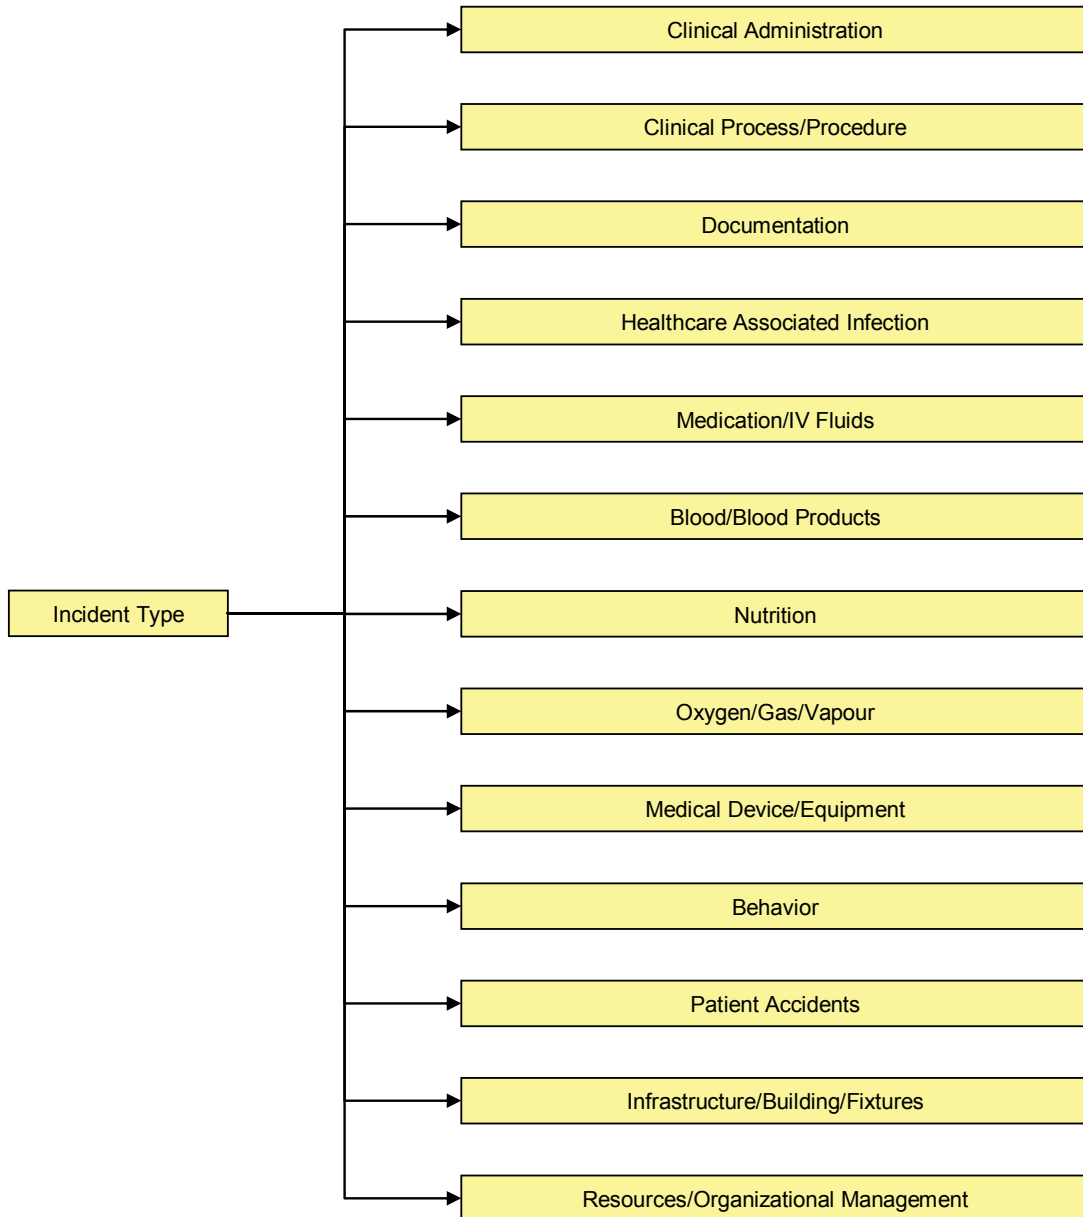 Clinical Administration
Clinical Process/Procedure
Documentation
Healthcare Associated Infection
Medication/IV Fluids
Blood/Blood Products
Incident Type
Nutrition
Oxygen/Gas/Vapour
Medical Device/Equipment
Behavior
Patient Accidents
Infrastructure/Building/Fixtures
Resources/Organizational Management